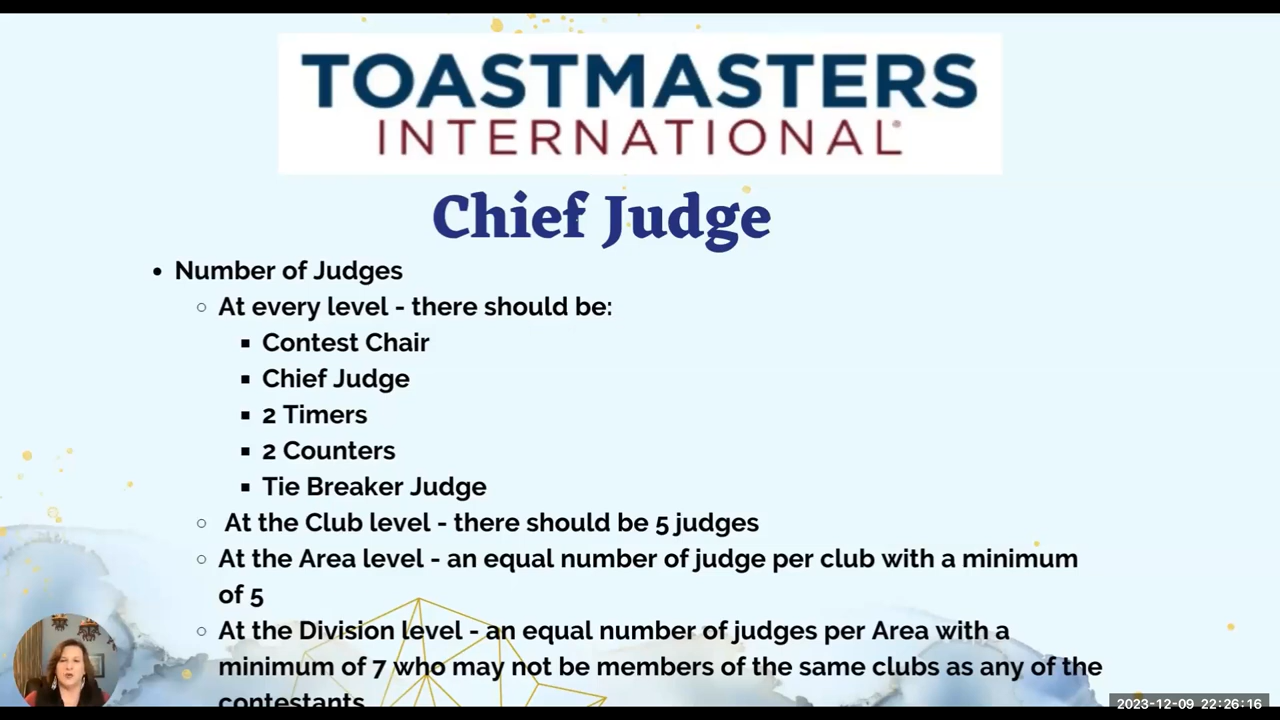 TOASTMASTERS
INTERNATIONAL
Chief Judge
• Number of Judges
○ At every level - there should be:
▪ Contest Chair
▪ Chief Judge
▪ 2 Timers
▪ 2 Counters
▪ Tie Breaker Judge
○ At the Club level - there should be 5 judges
○ At the Area level - an equal number of judge per club with a minimum
of 5
○ At the Division level - an equal number of judges per Area with a
minimum of 7 who may not be members of the same clubs as any of the
contestants
2023-12-09 22:26:16